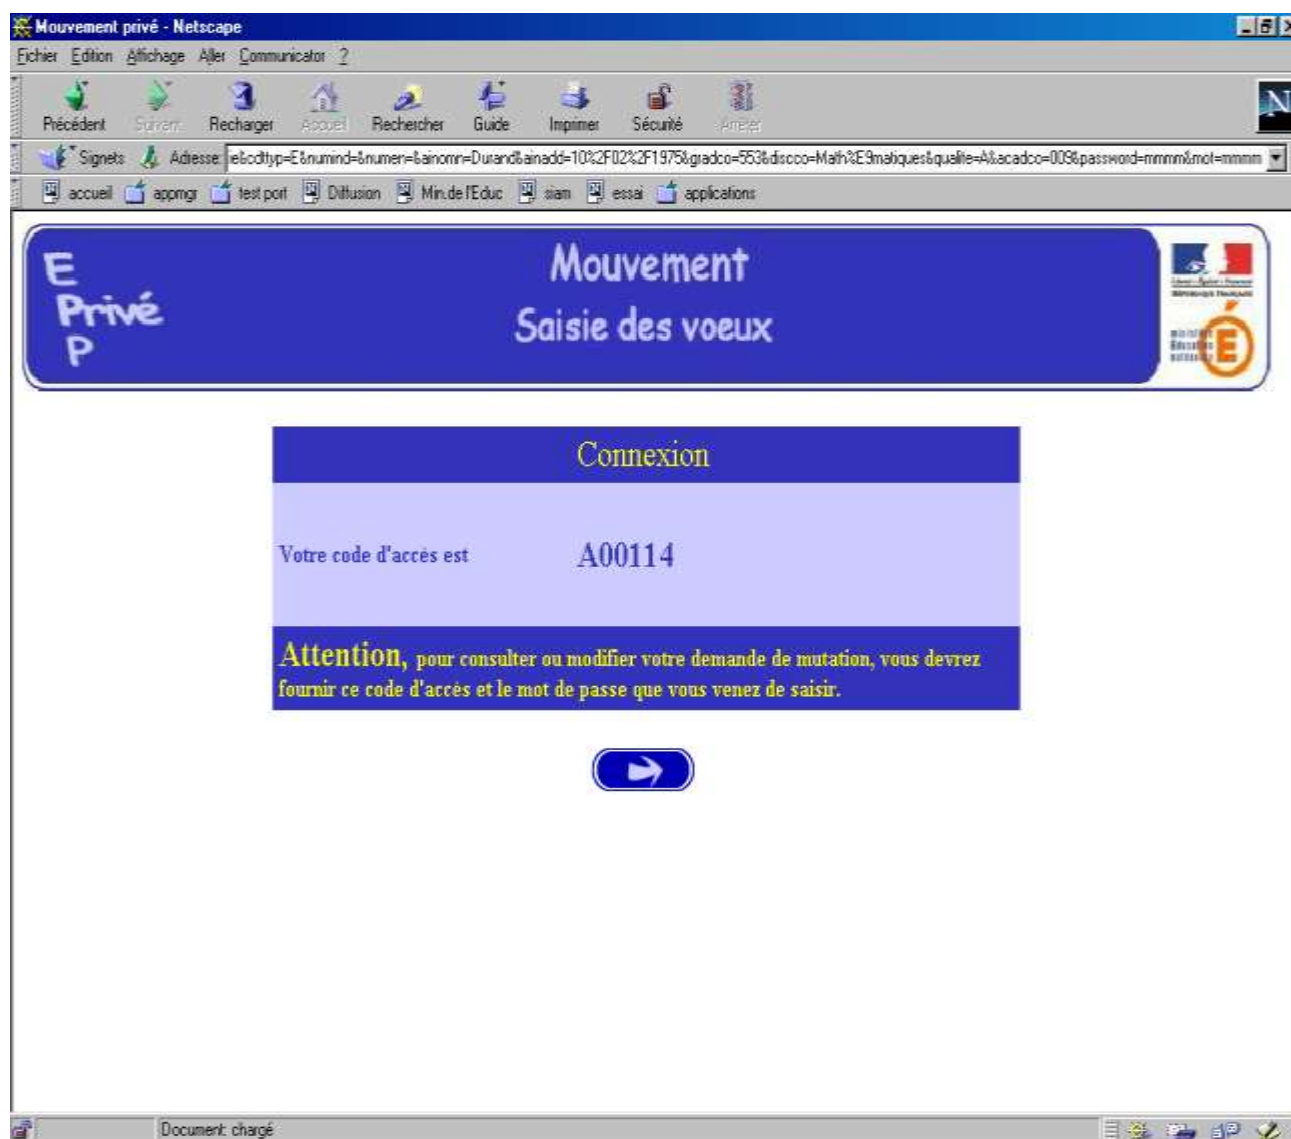 Mouvement privé - Netscape
Fichier Edition Affichage Aller Communicator ?
Précédent Suivant Recharger Accueil Rechercher Guide Imprimer Sécurité Arrêter
N
Signets Adresse: ie&cdttyp=E&numind=&numen=&ainomn=Durand&ainadd=10%2F02%2F1975&gradco=553&discco=Math%E9matiques&qualite=A&acadco=009&password=mmmm&mot=mmmm
accueil appmgr test port Diffusion Min.de l'Educ siam essai applications
E
Privé
P
Mouvement
Saisie des voeux
É
Connexion
Votre code d'accès est A00114
Attention, pour consulter ou modifier votre demande de mutation, vous devrez
fournir ce code d'accès et le mot de passe que vous venez de saisir.
Document: chargé